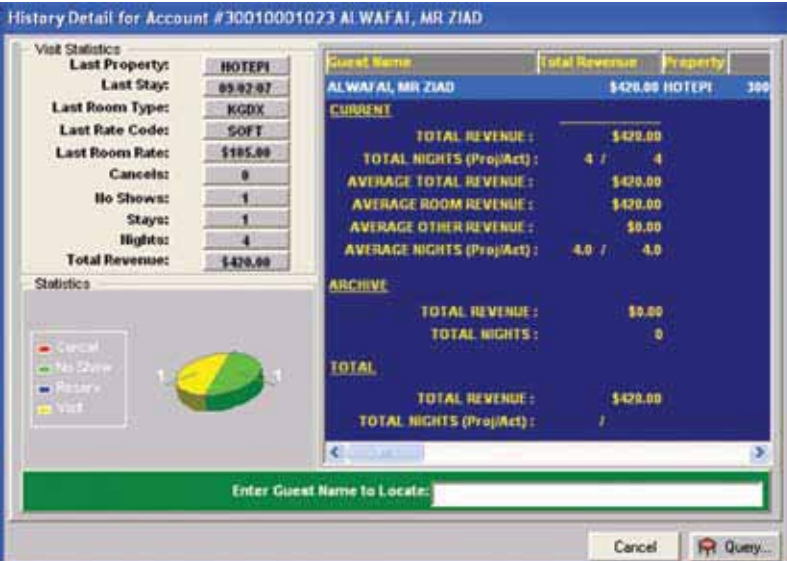 History Detail for Account #30010001023 ALWAFAI, MR ZIAD
Visit Statistics
Last Property: HOTEPI
Last Stay: 09/02/07
Last Room Type: KGDX
Last Rate Code: SOFT
Last Room Rate: $105.00
Cancels: 0
No Shows: 1
Stays: 1
Nights: 4
Total Revenue: $420.00
Statistics
Cancel
No Show
Reserv
Visit
1 1
Guest Name Total Revenue Property
ALWAFAI, MR ZIAD $420.00 HOTEPI 300
CURRENT
TOTAL REVENUE : $420.00
TOTAL NIGHTS (Proj/Act) : 4 / 4
AVERAGE TOTAL REVENUE : $420.00
AVERAGE ROOM REVENUE : $420.00
AVERAGE OTHER REVENUE : $0.00
AVERAGE NIGHTS (Proj/Act) : 4.0 / 4.0
ARCHIVE
TOTAL REVENUE : $0.00
TOTAL NIGHTS : 0
TOTAL
TOTAL REVENUE : $420.00
TOTAL NIGHTS (Proj/Act) : /
Enter Guest Name to Locate:
Cancel Query...